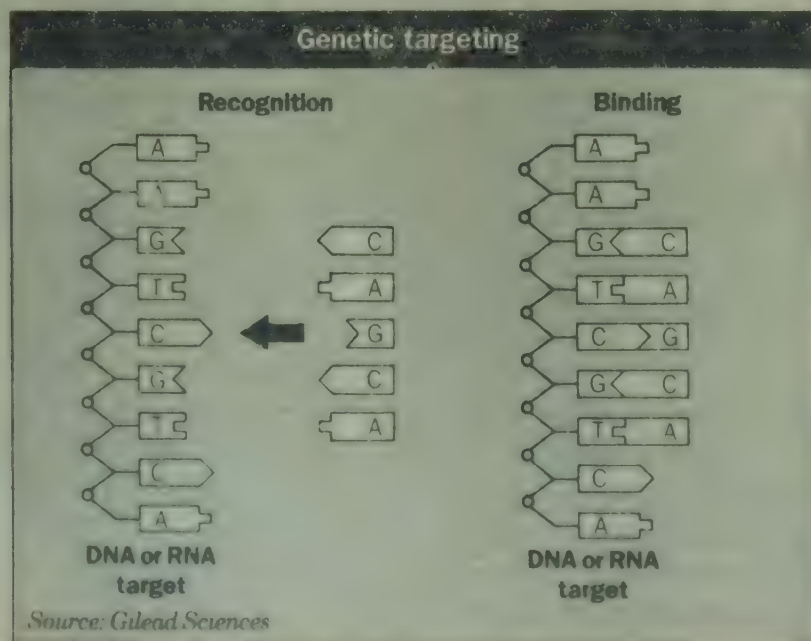 Genetic targeting
Recognition
A
A
G
T
C
G
T
C
A
C
A
G
C
A
DNA or RNA
target
Binding
A
A
G C
T A
C G
G C
T A
C
A
DNA or RNA
target
Source: Gilead Sciences